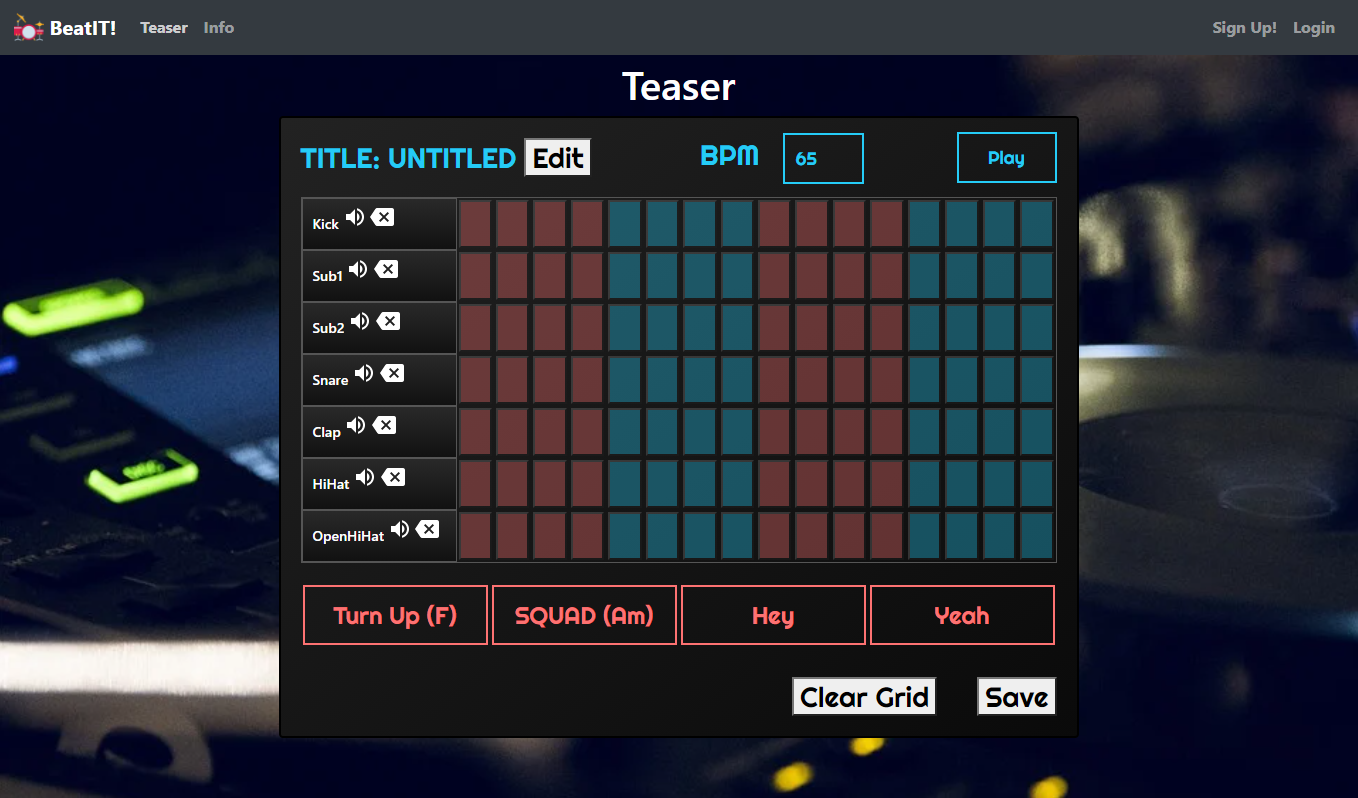 BeatIT! Teaser Info Sign Up! Login
Teaser
TITLE: UNTITLED Edit BPM 65 Play
Kick
Sub1
Sub2
Snare
Clap
HiHat
OpenHiHat
Turn Up (F) SQUAD (Am) Hey Yeah
Clear Grid Save